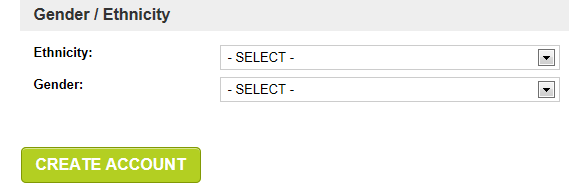 Gender / Ethnicity
Ethnicity: - SELECT -
Gender: - SELECT -
CREATE ACCOUNT